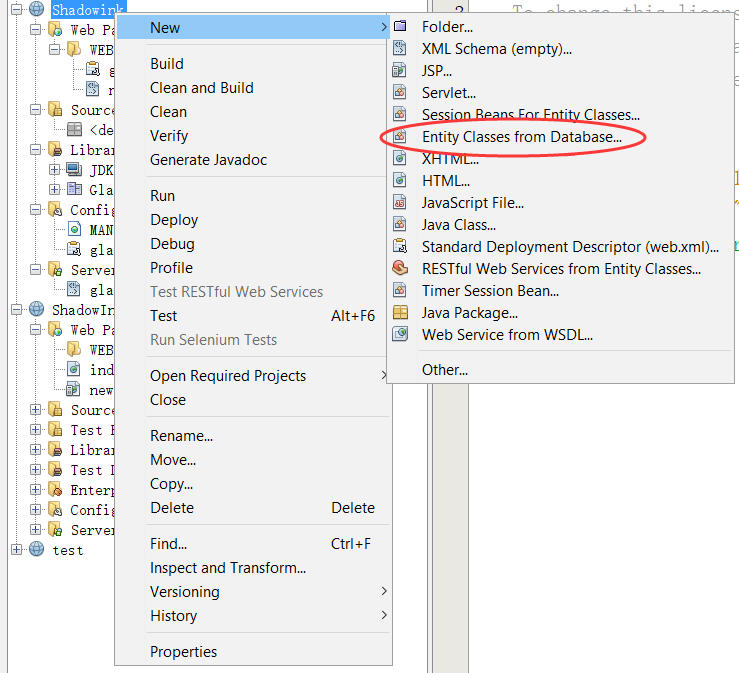 Shadowink
Web Pa
WEB
Sourc
<de
Librar
JDK
Gla
Config
MAN
gla
Server
gla
ShadowIn
Web Pa
WEB
ind
new
Source
Test
Librar
Test
Enterp
Config
Server
test
New
Build
Clean and Build
Clean
Verify
Generate Javadoc
Run
Deploy
Debug
Profile
Test RESTful Web Services
Test Alt+F6
Run Selenium Tests
Open Required Projects
Close
Rename...
Move...
Copy...
Delete Delete
Find... Ctrl+F
Inspect and Transform...
Versioning
History
Properties
Folder...
XML Schema (empty)...
JSP...
Servlet...
Session Beans For Entity Classes...
Entity Classes from Database...
XHTML...
HTML...
JavaScript File...
Java Class...
Standard Deployment Descriptor (web.xml)...
RESTful Web Services from Entity Classes...
Timer Session Bean...
Java Package...
Web Service from WSDL...
Other...
To change this licens